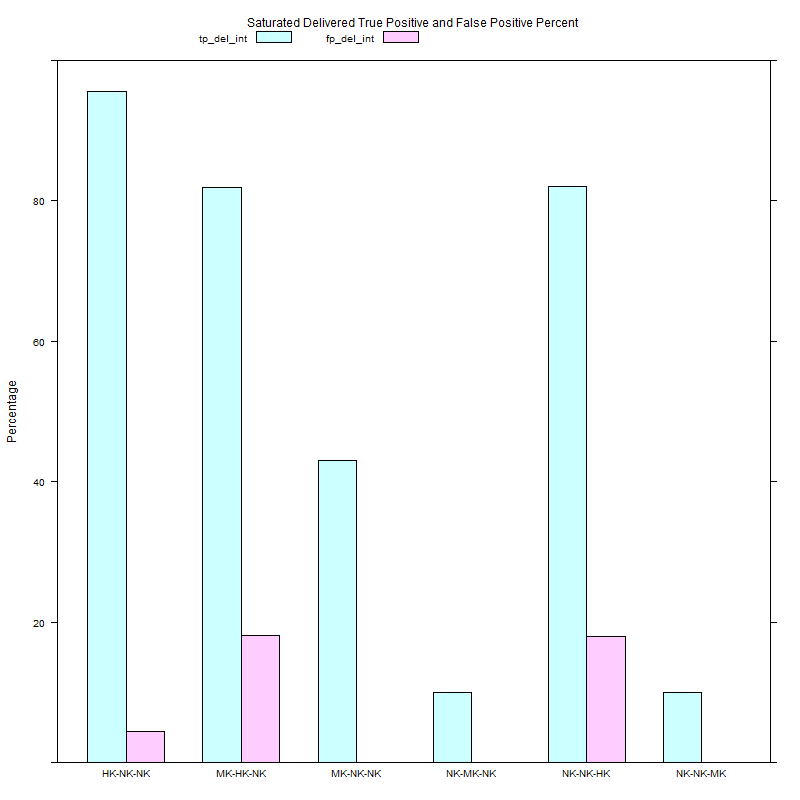 Saturated Delivered True Positive and False Positive Percent
tp_del_int fp_del_int
80
60
Percentage
40
20
HK-NK-NK MK-HK-NK MK-NK-NK NK-MK-NK NK-NK-HK NK-NK-MK